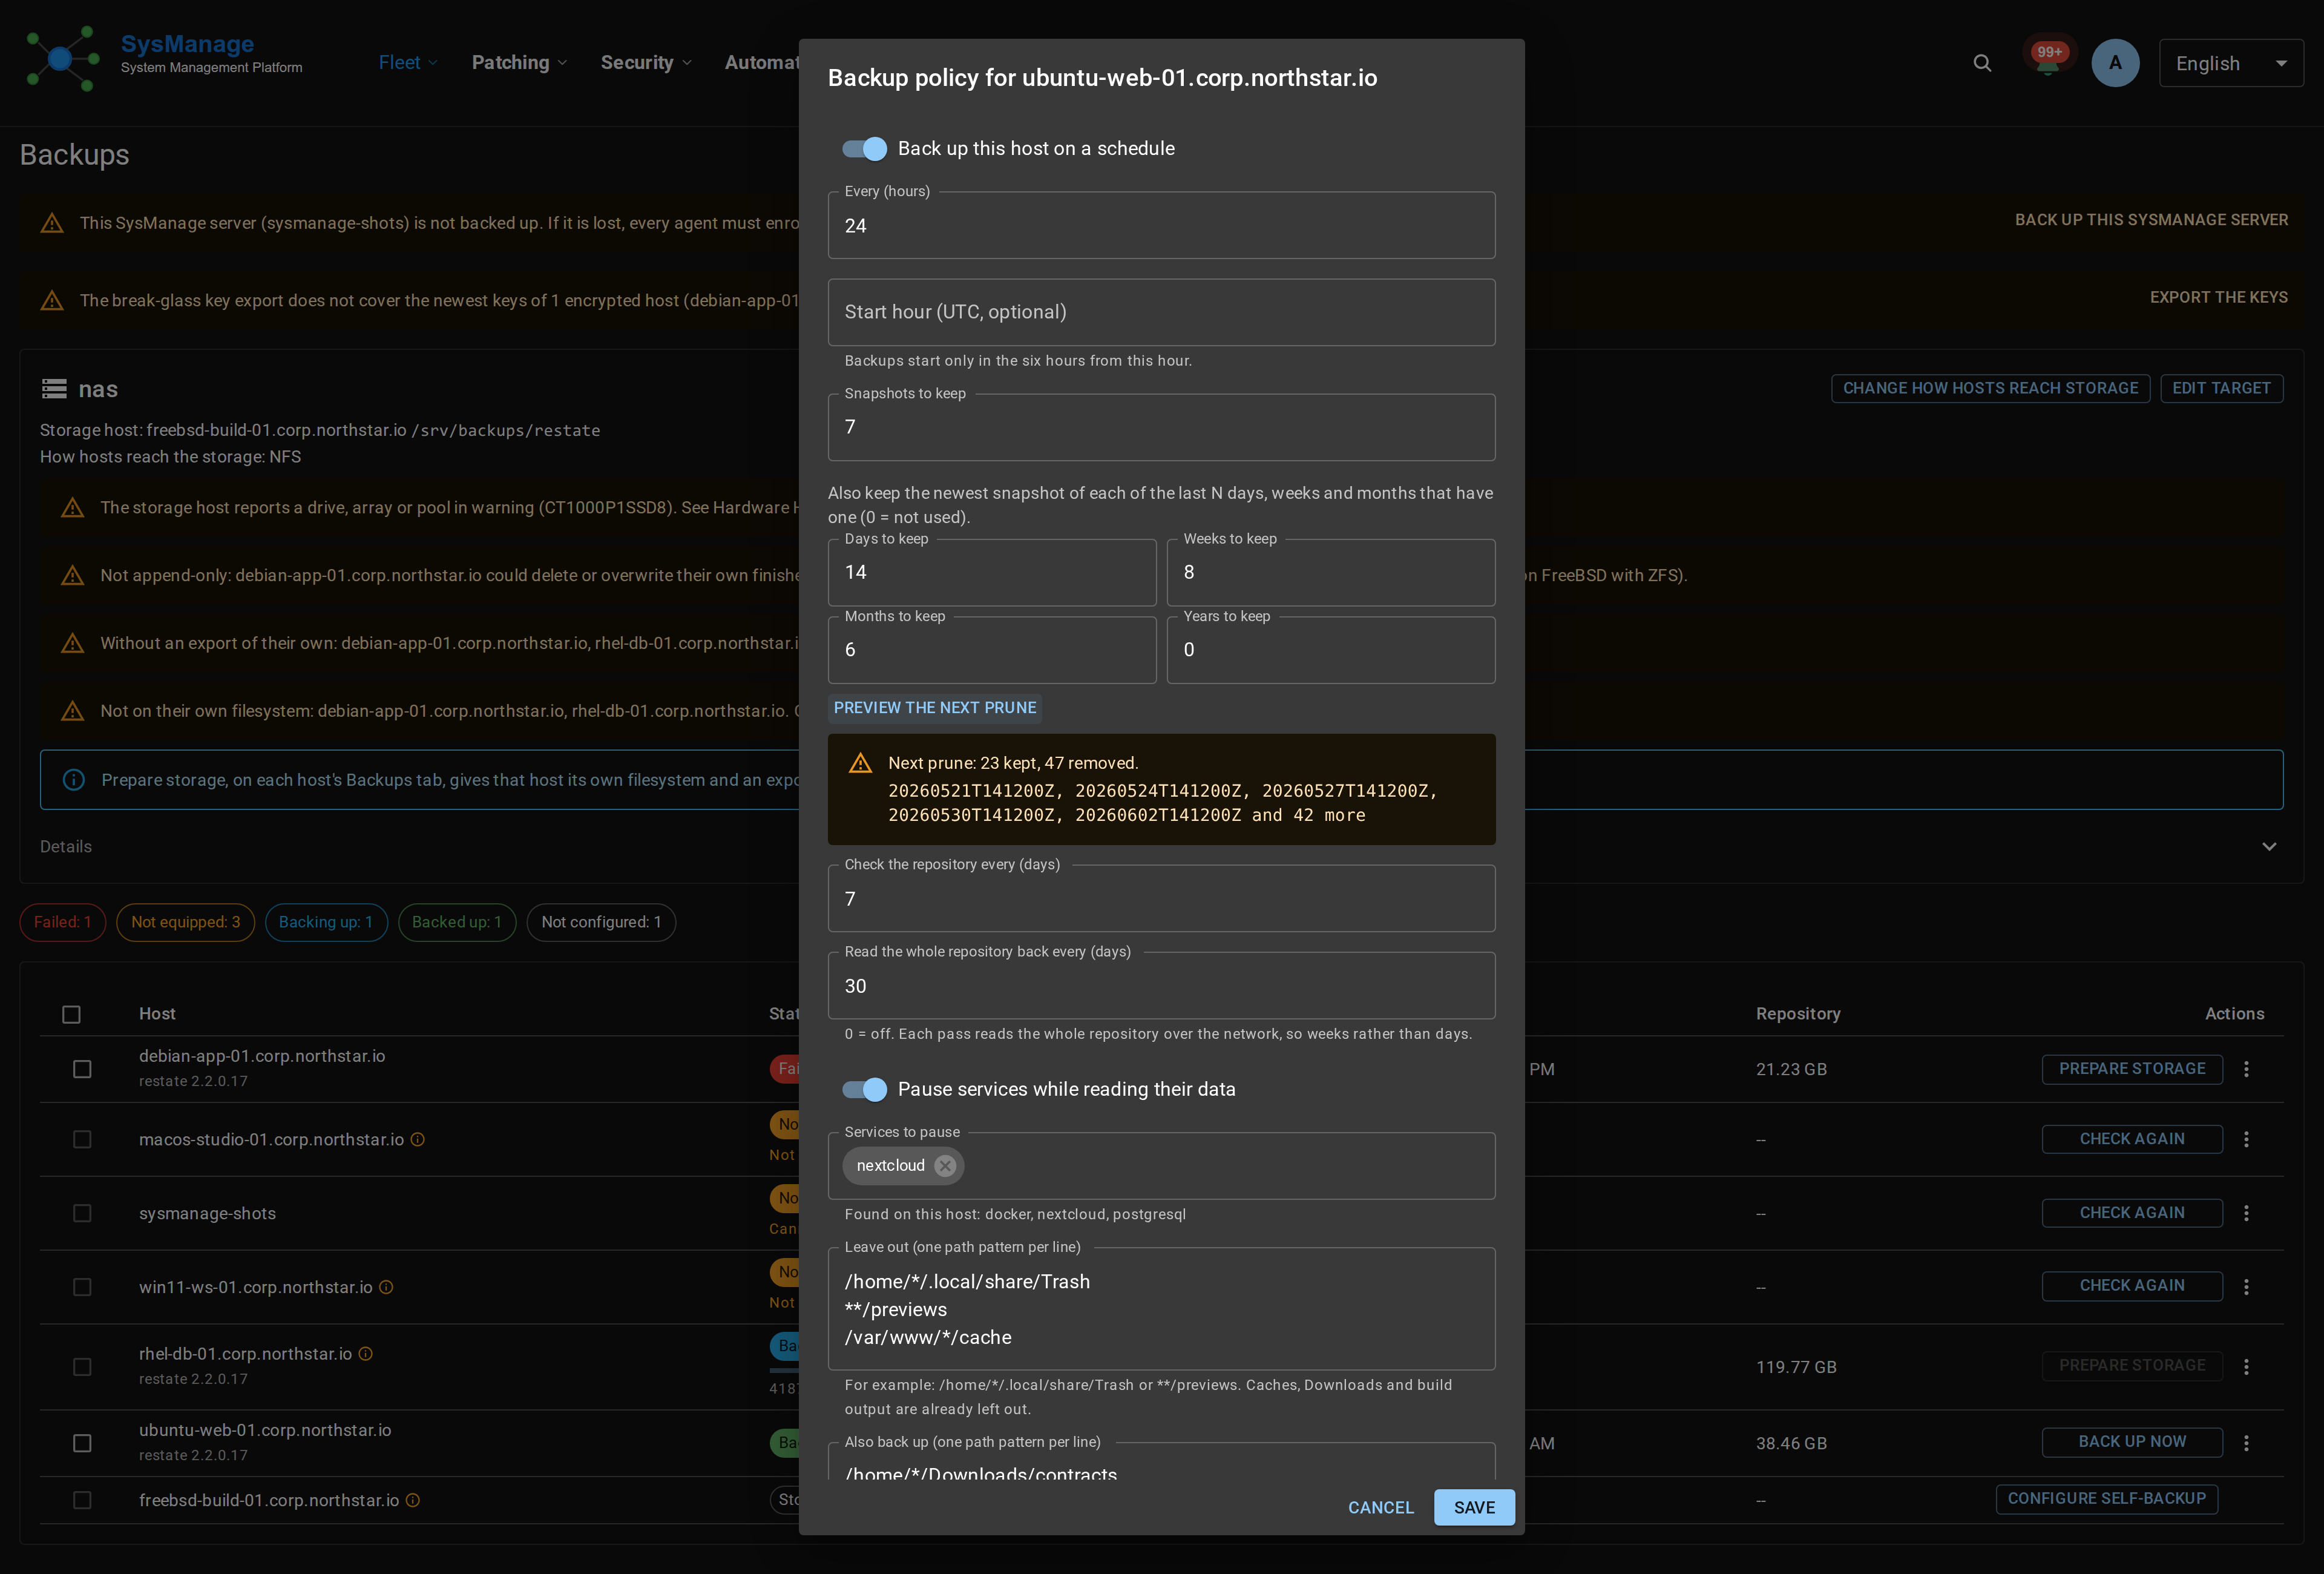 SysManage
System Management Platform
Fleet
Patching
Security
99+
A
English
Backups
This SysManage server (sysmanage-shots) is not backed up. If it is lost, every agent must
BACK UP THIS SYSMANAGE SERVER
The break-glass key export does not cover the newest keys of 1 encrypted host (debian-app-01
EXPORT THE KEYS
nas
CHANGE HOW HOSTS REACH STORAGE
EDIT TARGET
Storage host: freebsd-build-01.corp.northstar.io /srv/backups/restate
How hosts reach the storage: NFS
The storage host reports a drive, array or pool in warning (CT1000P1SSD8). See Hardware
Not append-only: debian-app-01.corp.northstar.io could delete or overwrite their own
on FreeBSD with ZFS).
Without an export of their own: debian-app-01.corp.northstar.io, rhel-db-01.corp.northstar.i
Not on their own filesystem: debian-app-01.corp.northstar.io, rhel-db-01.corp.northstar.io.
Prepare storage, on each host's Backups tab, gives that host its own filesystem and an
Details
Failed: 1
Not equipped: 3
Backing up: 1
Backed up: 1
Not configured: 1
Host
Repository
Actions
debian-app-01.corp.northstar.io
restate 2.2.0.17
PM
21.23 GB
PREPARE STORAGE
macos-studio-01.corp.northstar.io
Not
--
CHECK AGAIN
sysmanage-shots
--
CHECK AGAIN
win11-ws-01.corp.northstar.io
Not
--
CHECK AGAIN
rhel-db-01.corp.northstar.io
restate 2.2.0.17
4187
119.77 GB
PREPARE STORAGE
ubuntu-web-01.corp.northstar.io
restate 2.2.0.17
AM
38.46 GB
BACK UP NOW
freebsd-build-01.corp.northstar.io
--
CONFIGURE SELF-BACKUP
Backup policy for ubuntu-web-01.corp.northstar.io
Back up this host on a schedule
Every (hours)
24
Start hour (UTC, optional)
Backups start only in the six hours from this hour.
Snapshots to keep
7
Also keep the newest snapshot of each of the last N days, weeks and months that have
one (0 = not used).
Days to keep
14
Weeks to keep
8
Months to keep
6
Years to keep
0
PREVIEW THE NEXT PRUNE
Next prune: 23 kept, 47 removed.
20260521T141200Z, 20260524T141200Z, 20260527T141200Z,
20260530T141200Z, 20260602T141200Z and 42 more
Check the repository every (days)
7
Read the whole repository back every (days)
30
0 = off. Each pass reads the whole repository over the network, so weeks rather than days.
Pause services while reading their data
Services to pause
nextcloud
Found on this host: docker, nextcloud, postgresql
Leave out (one path pattern per line)
/home/*/.local/share/Trash
**/previews
/var/www/*/cache
For example: /home/*/.local/share/Trash or **/previews. Caches, Downloads and build
output are already left out.
Also back up (one path pattern per line)
/home/*/Downloads/contracts
CANCEL
SAVE